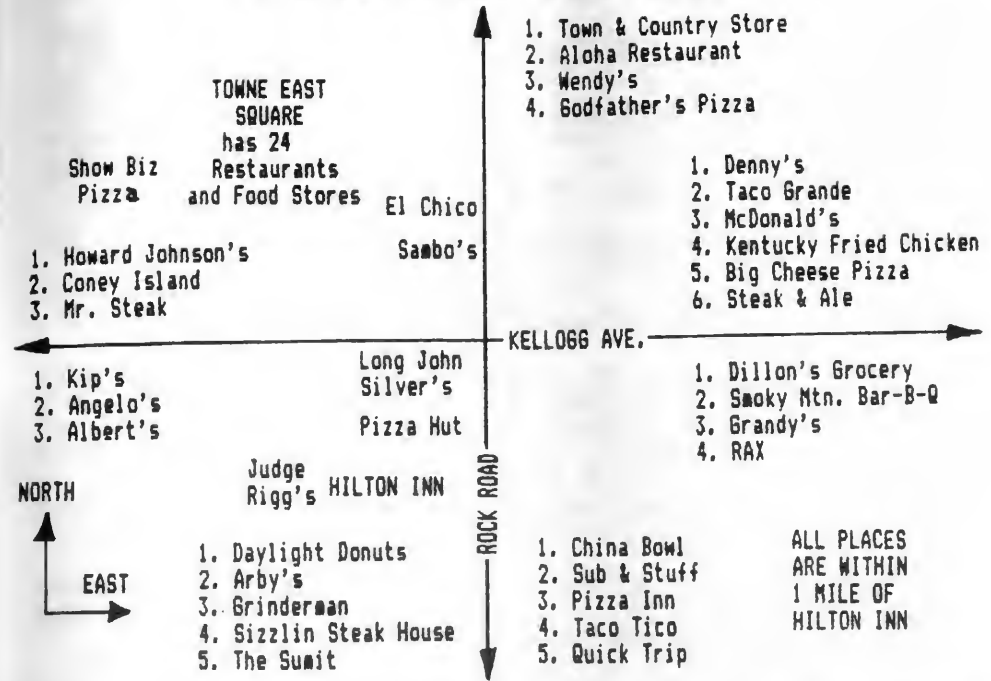 1. Town & Country Store
2. Aloha Restaurant
3. Wendy's
4. Godfather's Pizza
TOWNE EAST
SQUARE
has 24
Restaurants
and Food Stores
Show Biz
Pizza
El Chico
Sambo's
1. Howard Johnson's
2. Coney Island
3. Mr. Steak
1. Denny's
2. Taco Grande
3. McDonald's
4. Kentucky Fried Chicken
5. Big Cheese Pizza
6. Steak & Ale
KELLOGG AVE.
1. Kip's
2. Angelo's
3. Albert's
Long John
Silver's
Pizza Hut
1. Dillon's Grocery
2. Smoky Mtn. Bar-B-Q
3. Grandy's
4. RAX
Judge
Rigg's
HILTON INN
ROCK ROAD
NORTH
EAST
1. Daylight Donuts
2. Arby's
3. Grinderman
4. Sizzlin Steak House
5. The Sumit
1. China Bowl
2. Sub & Stuff
3. Pizza Inn
4. Taco Tico
5. Quick Trip
ALL PLACES
ARE WITHIN
1 MILE OF
HILTON INN